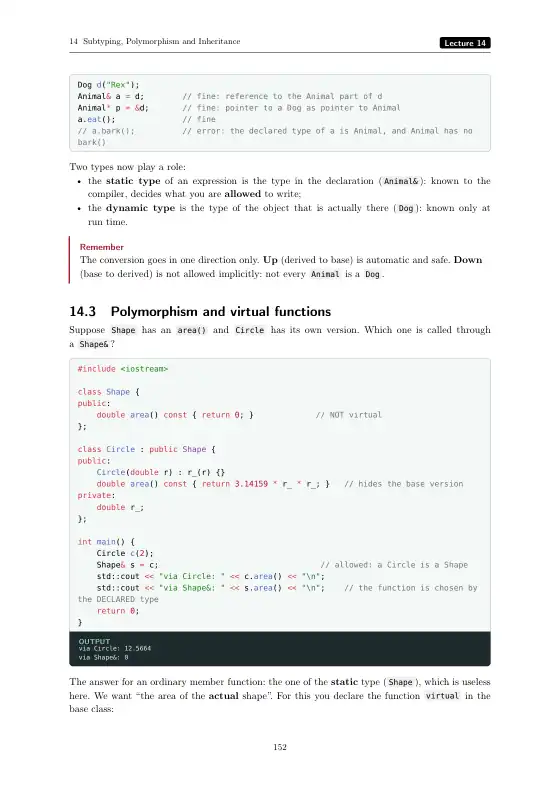 14 Subtyping, Polymorphism and Inheritance
Lecture 14
Dog d("Rex");
Animal& a = d; // fine: reference to the Animal part of d
Animal* p = &d; // fine: pointer to a Dog as pointer to Animal
a.eat(); // fine
// a.bark(); // error: the declared type of a is Animal, and Animal has no
bark()
Two types now play a role:
• the static type of an expression is the type in the declaration (Animal&): known to the
compiler, decides what you are allowed to write;
• the dynamic type is the type of the object that is actually there (Dog): known only at
run time.
Remember
The conversion goes in one direction only. Up (derived to base) is automatic and safe. Down
(base to derived) is not allowed implicitly: not every Animal is a Dog.
14.3 Polymorphism and virtual functions
Suppose Shape has an area() and Circle has its own version. Which one is called through
a Shape&?
#include <iostream>
class Shape {
public:
double area() const { return 0; } // NOT virtual
};
class Circle : public Shape {
public:
Circle(double r) : r_(r) {}
double area() const { return 3.14159 * r_ * r_; } // hides the base version
private:
double r_;
};
int main() {
Circle c(2);
Shape& s = c; // allowed: a Circle is a Shape
std::cout << "via Circle: " << c.area() << "\n";
std::cout << "via Shape&: " << s.area() << "\n"; // the function is chosen by
the DECLARED type
return 0;
}
OUTPUT
via Circle: 12.5664
via Shape&: 0
The answer for an ordinary member function: the one of the static type (Shape), which is useless
here. We want “the area of the actual shape”. For this you declare the function virtual in the
base class:
152